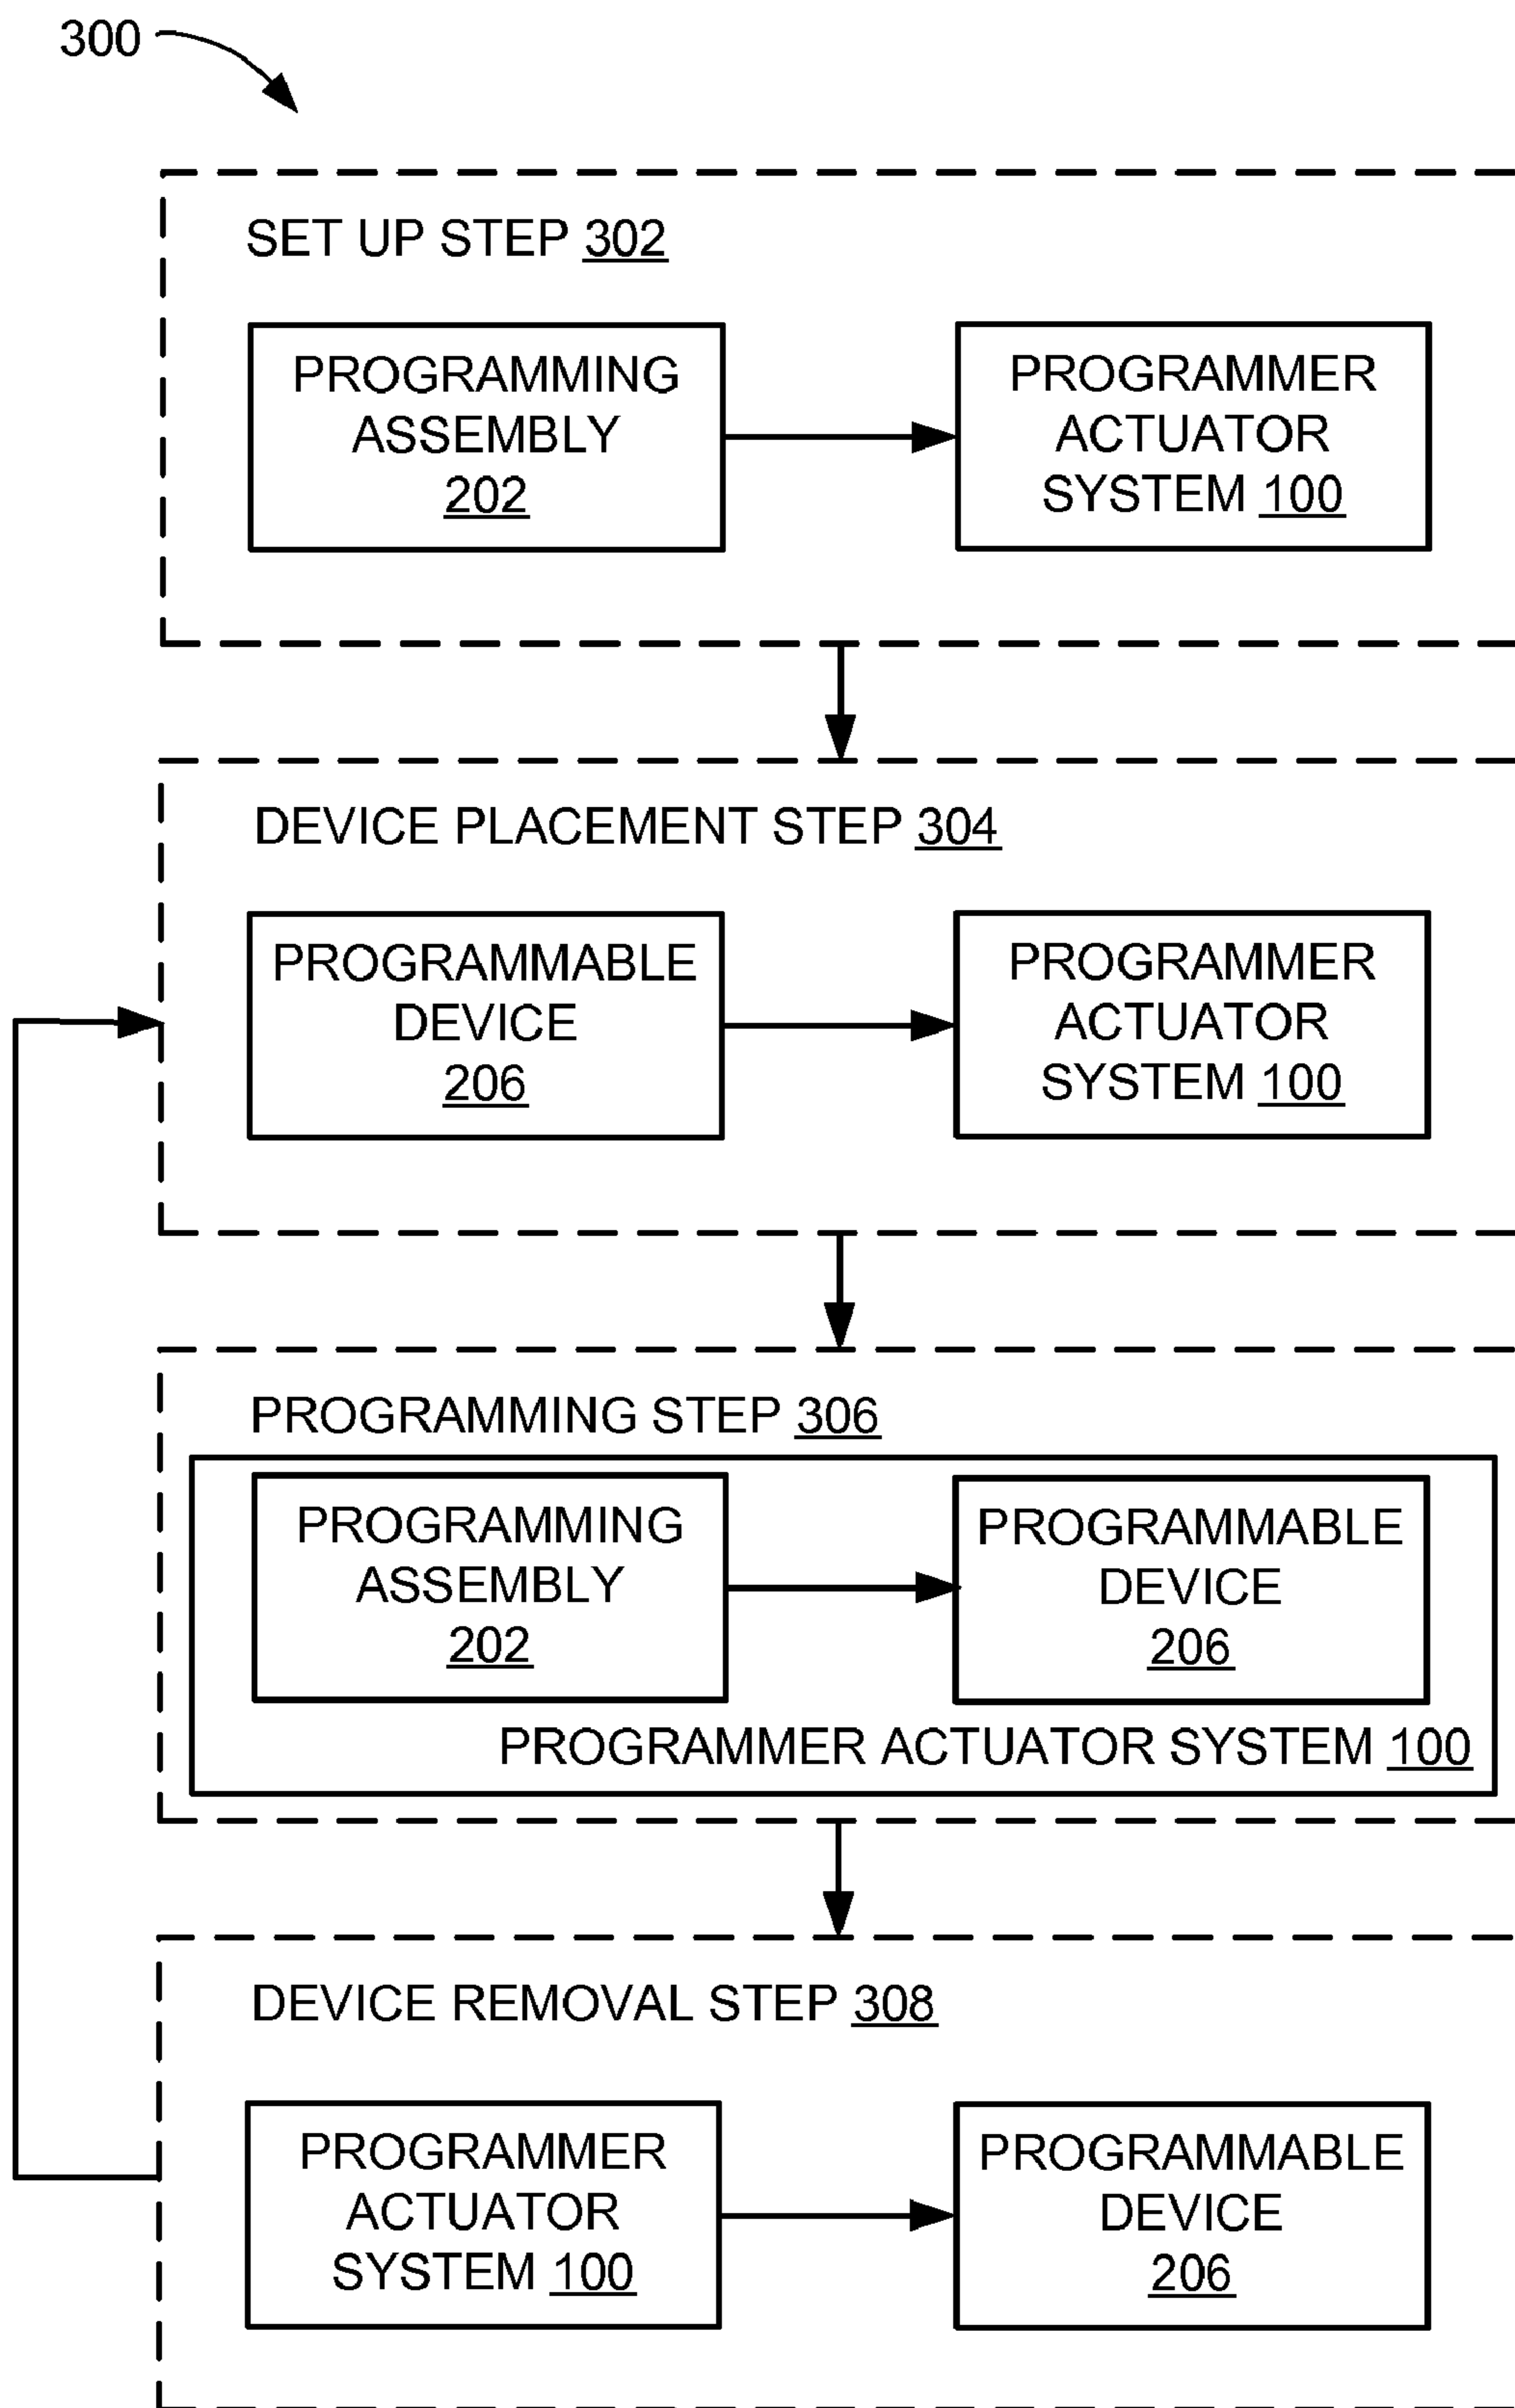 300
SET UP STEP 302
PROGRAMMING
ASSEMBLY
202
PROGRAMMER
ACTUATOR
SYSTEM 100
DEVICE PLACEMENT STEP 304
PROGRAMMABLE
DEVICE
206
PROGRAMMER
ACTUATOR
SYSTEM 100
PROGRAMMING STEP 306
PROGRAMMING
ASSEMBLY
202
PROGRAMMABLE
DEVICE
206
PROGRAMMER ACTUATOR SYSTEM 100
DEVICE REMOVAL STEP 308
PROGRAMMER
ACTUATOR
SYSTEM 100
PROGRAMMABLE
DEVICE
206